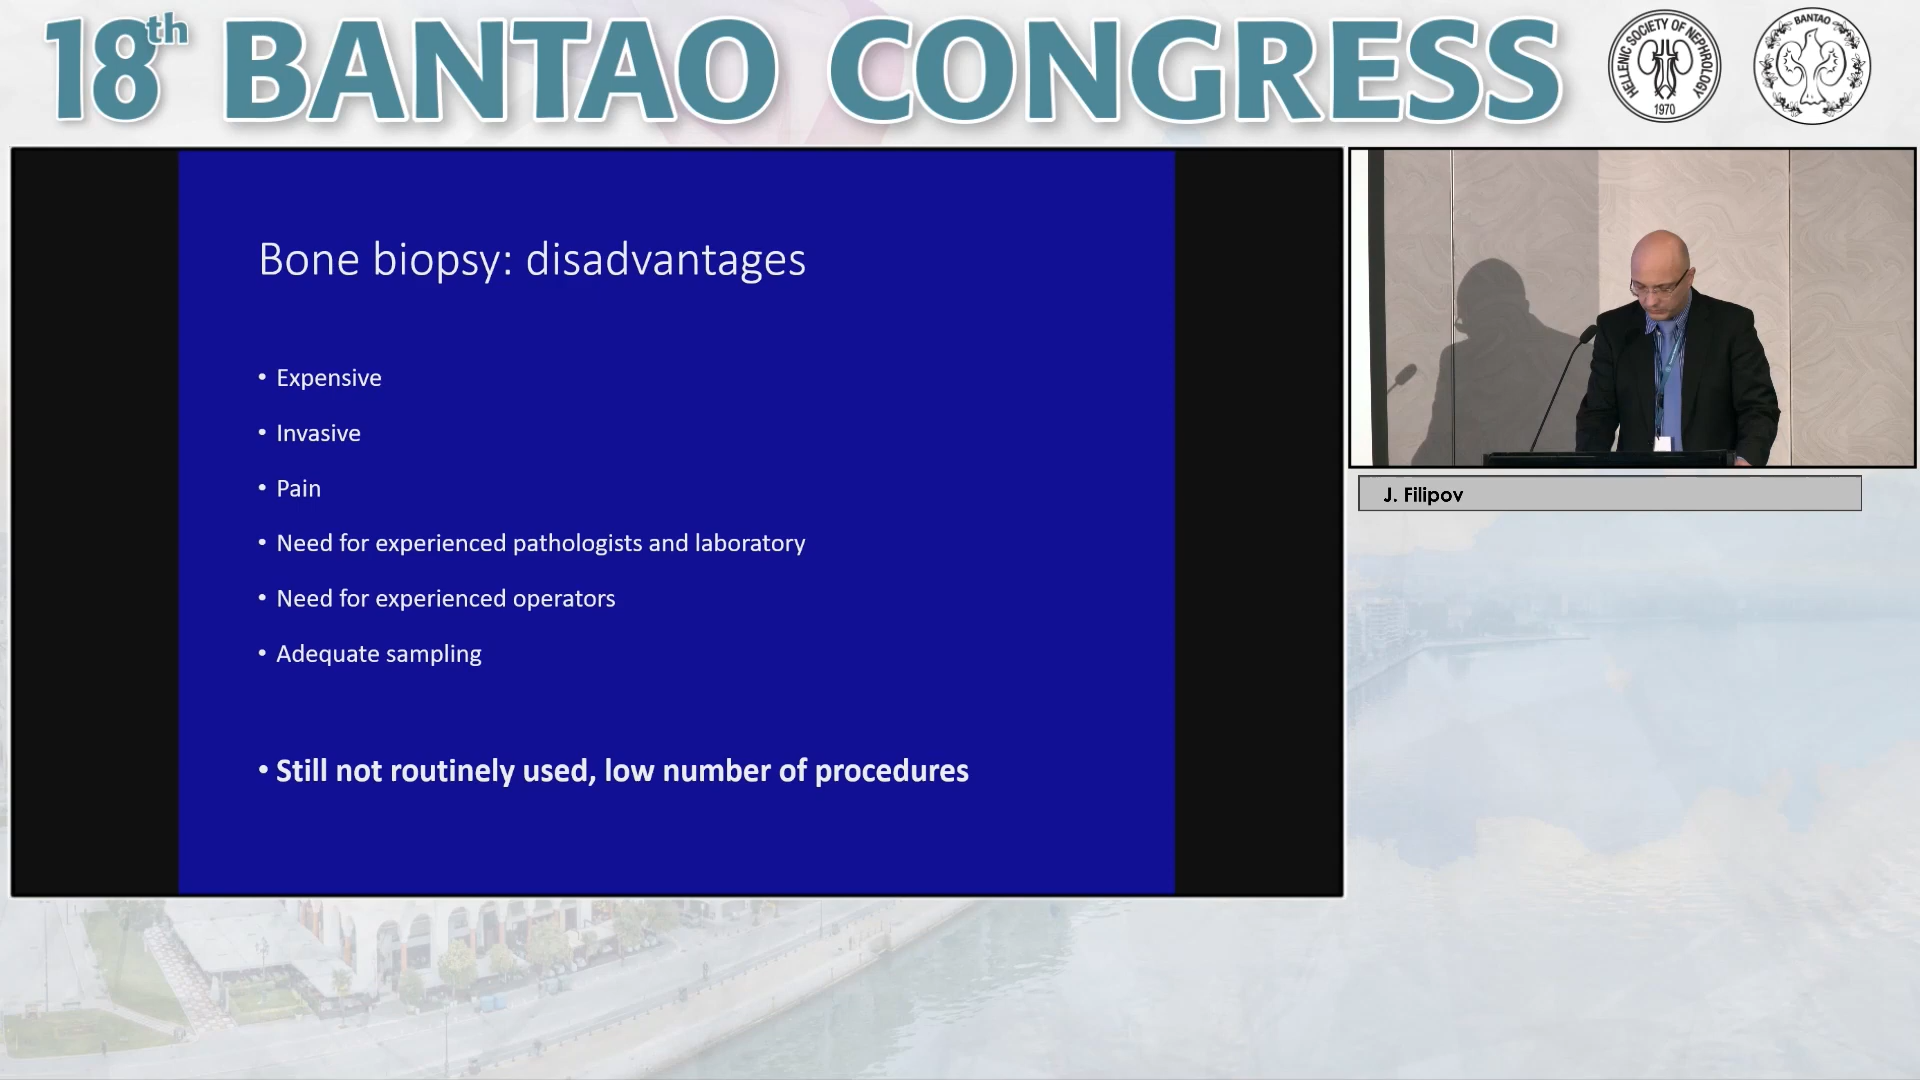 18th BANTAO CONGRESS
HELLENIC SOCIETY OF NEPHROLOGY
1970
BANTAO
Bone biopsy: disadvantages
• Expensive
• Invasive
• Pain
• Need for experienced pathologists and laboratory
• Need for experienced operators
• Adequate sampling
• Still not routinely used, low number of procedures
J. Filipov